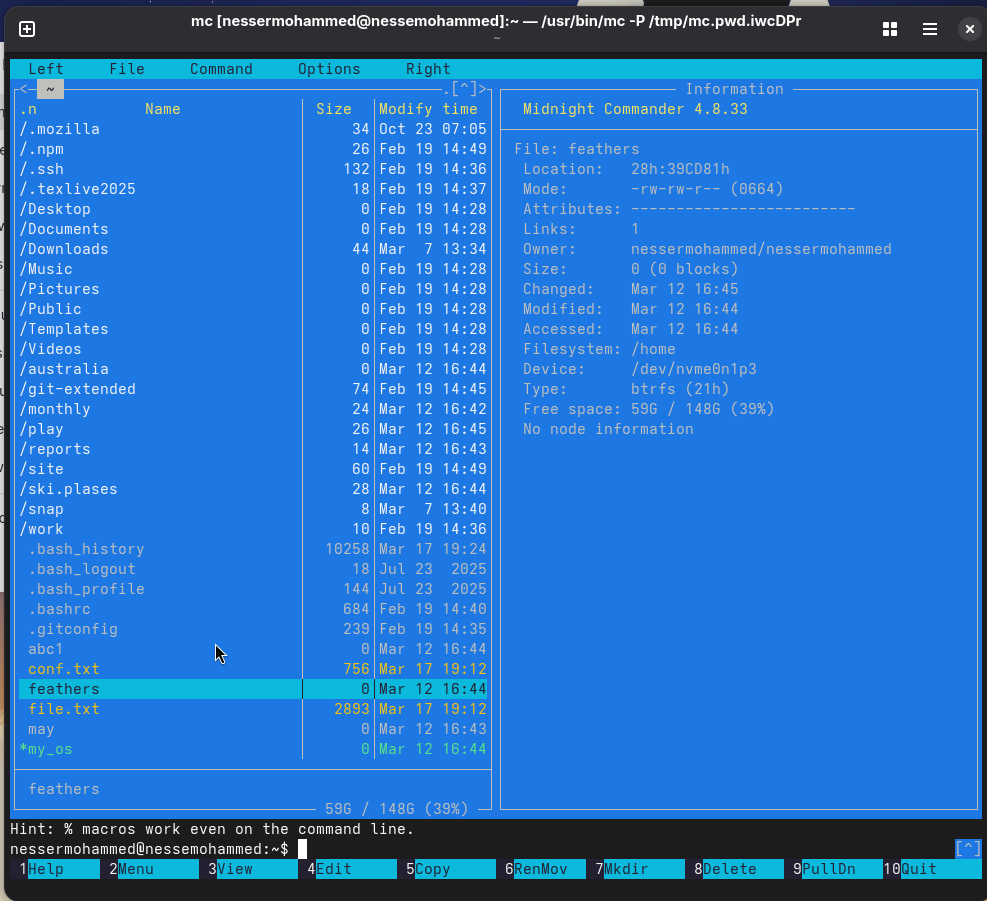 mc [nessermohammed@nessemohammed]:~ — /usr/bin/mc -P /tmp/mc.pwd.iwcDPr
~
Left File Command Options Right
<─ ~ .[^]>
.n Name Size Modify time
/.mozilla 34 Oct 23 07:05
/.npm 26 Feb 19 14:49
/.ssh 132 Feb 19 14:36
/.texlive2025 18 Feb 19 14:37
/Desktop 0 Feb 19 14:28
/Documents 0 Feb 19 14:28
/Downloads 44 Mar 7 13:34
/Music 0 Feb 19 14:28
/Pictures 0 Feb 19 14:28
/Public 0 Feb 19 14:28
/Templates 0 Feb 19 14:28
/Videos 0 Feb 19 14:28
/australia 0 Mar 12 16:44
/git-extended 74 Feb 19 14:45
/monthly 24 Mar 12 16:42
/play 26 Mar 12 16:45
/reports 14 Mar 12 16:43
/site 60 Feb 19 14:49
/ski.plases 28 Mar 12 16:44
/snap 8 Mar 7 13:40
/work 10 Feb 19 14:36
.bash_history 10258 Mar 17 19:24
.bash_logout 18 Jul 23 2025
.bash_profile 144 Jul 23 2025
.bashrc 684 Feb 19 14:40
.gitconfig 239 Feb 19 14:35
abc1 0 Mar 12 16:44
conf.txt 756 Mar 17 19:12
feathers 0 Mar 12 16:44
file.txt 2893 Mar 17 19:12
may 0 Mar 12 16:43
*my_os 0 Mar 12 16:44
feathers
59G / 148G (39%)
Information
Midnight Commander 4.8.33
File: feathers
Location: 28h:39CD81h
Mode: -rw-rw-r-- (0664)
Attributes: -------------------------
Links: 1
Owner: nessermohammed/nessermohammed
Size: 0 (0 blocks)
Changed: Mar 12 16:45
Modified: Mar 12 16:44
Accessed: Mar 12 16:44
Filesystem: /home
Device: /dev/nvme0n1p3
Type: btrfs (21h)
Free space: 59G / 148G (39%)
No node information
Hint: % macros work even on the command line.
nessermohammed@nessemohammed:~$ [^]
1Help 2Menu 3View 4Edit 5Copy 6RenMov 7Mkdir 8Delete 9PullDn 10Quit